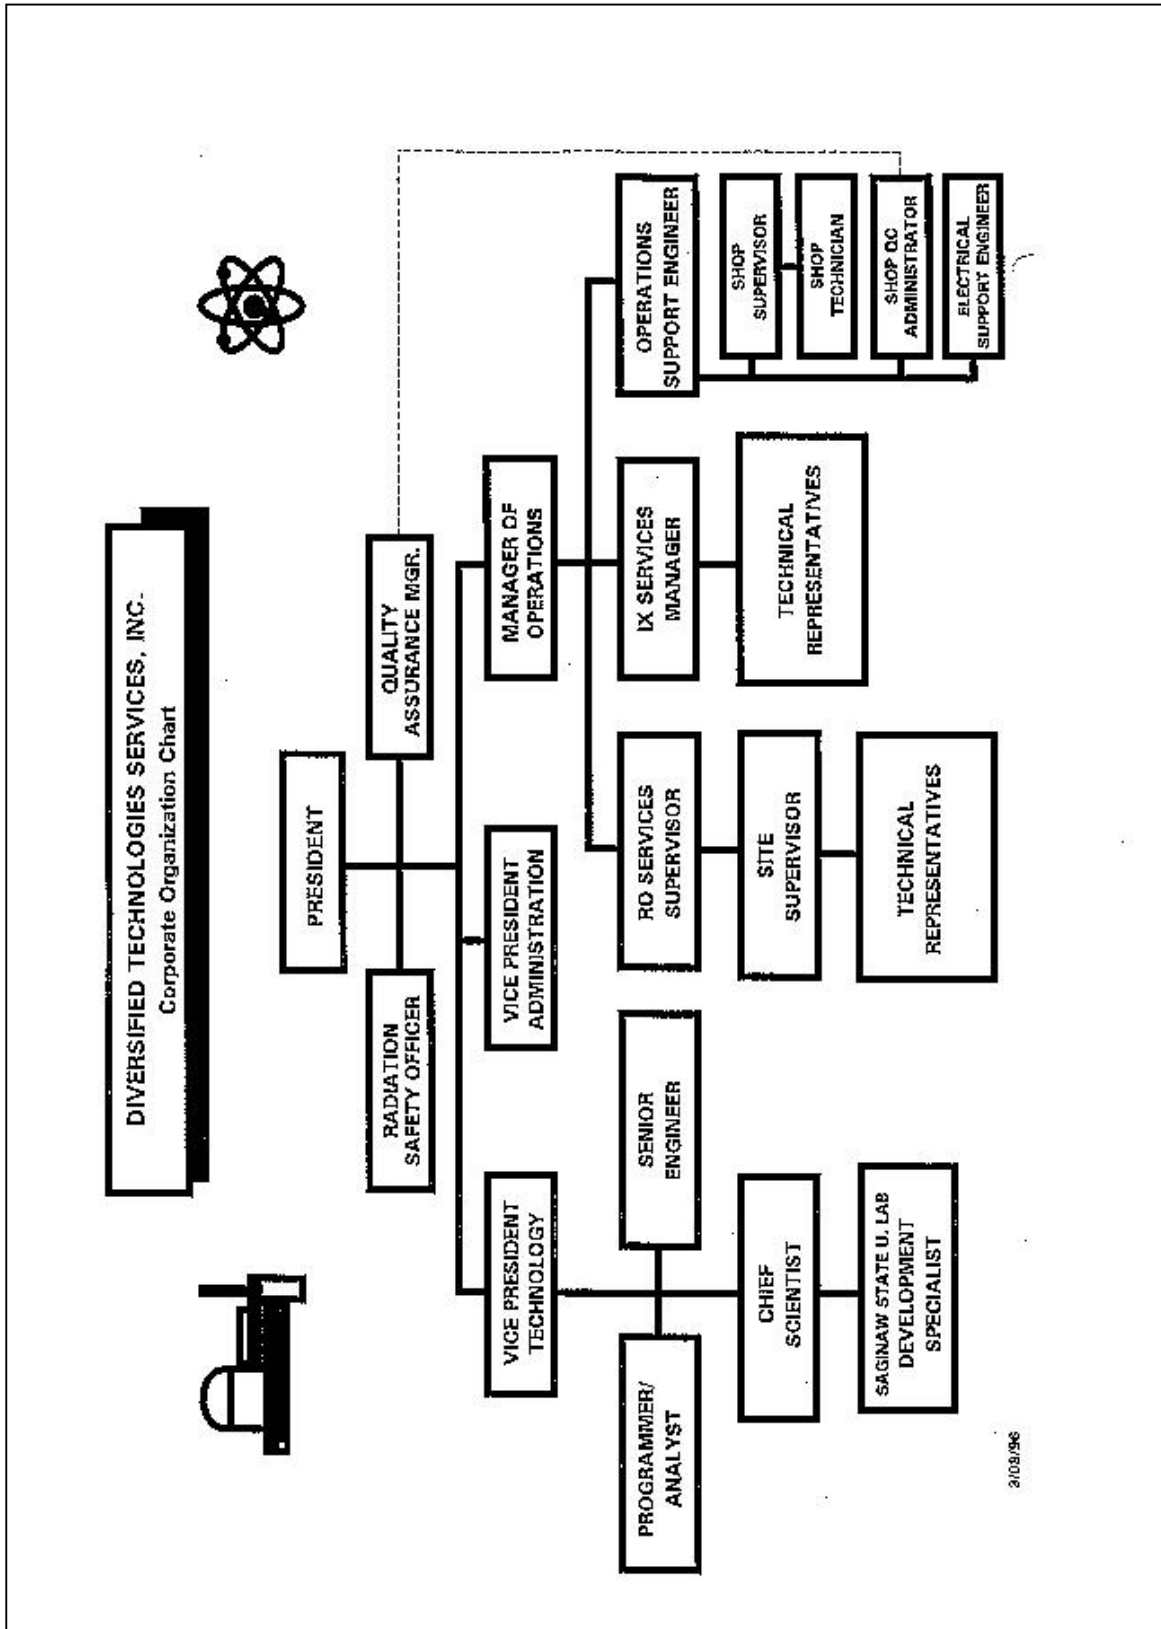 DIVERSIFIED TECHNOLOGIES SERVICES, INC.
Corporate Organization Chart
PRESIDENT
RADIATION
SAFETY OFFICER
QUALITY
ASSURANCE MGR.
VICE PRESIDENT
TECHNOLOGY
VICE PRESIDENT
ADMINISTRATION
MANAGER OF
OPERATIONS
PROGRAMMER/
ANALYST
SENIOR
ENGINEER
RO SERVICES
SUPERVISOR
IX SERVICES
MANAGER
OPERATIONS
SUPPORT ENGINEER
CHIEF
SCIENTIST
SITE
SUPERVISOR
TECHNICAL
REPRESENTATIVES
SHOP
SUPERVISOR
SHOP
TECHNICIAN
SAGINAW STATE U. LAB
DEVELOPMENT
SPECIALIST
TECHNICAL
REPRESENTATIVES
SHOP QC
ADMINISTRATOR
ELECTRICAL
SUPPORT ENGINEER